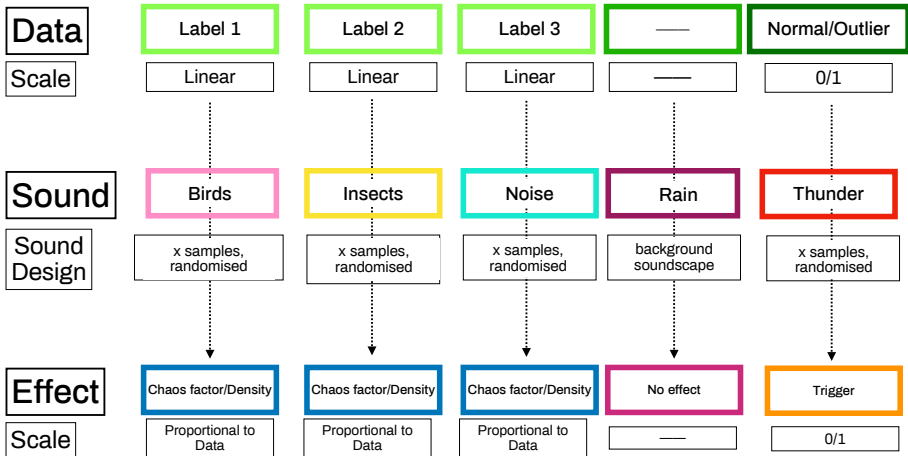 Data
Label 1
Label 2
Label 3
——
Normal/Outlier
Scale
Linear
Linear
Linear
——
0/1
Sound
Birds
Insects
Noise
Rain
Thunder
Sound
Design
x samples,
randomised
x samples,
randomised
x samples,
randomised
background
soundscape
x samples,
randomised
Effect
Chaos factor/Density
Chaos factor/Density
Chaos factor/Density
No effect
Trigger
Scale
Proportional to
Data
Proportional to
Data
Proportional to
Data
——
0/1